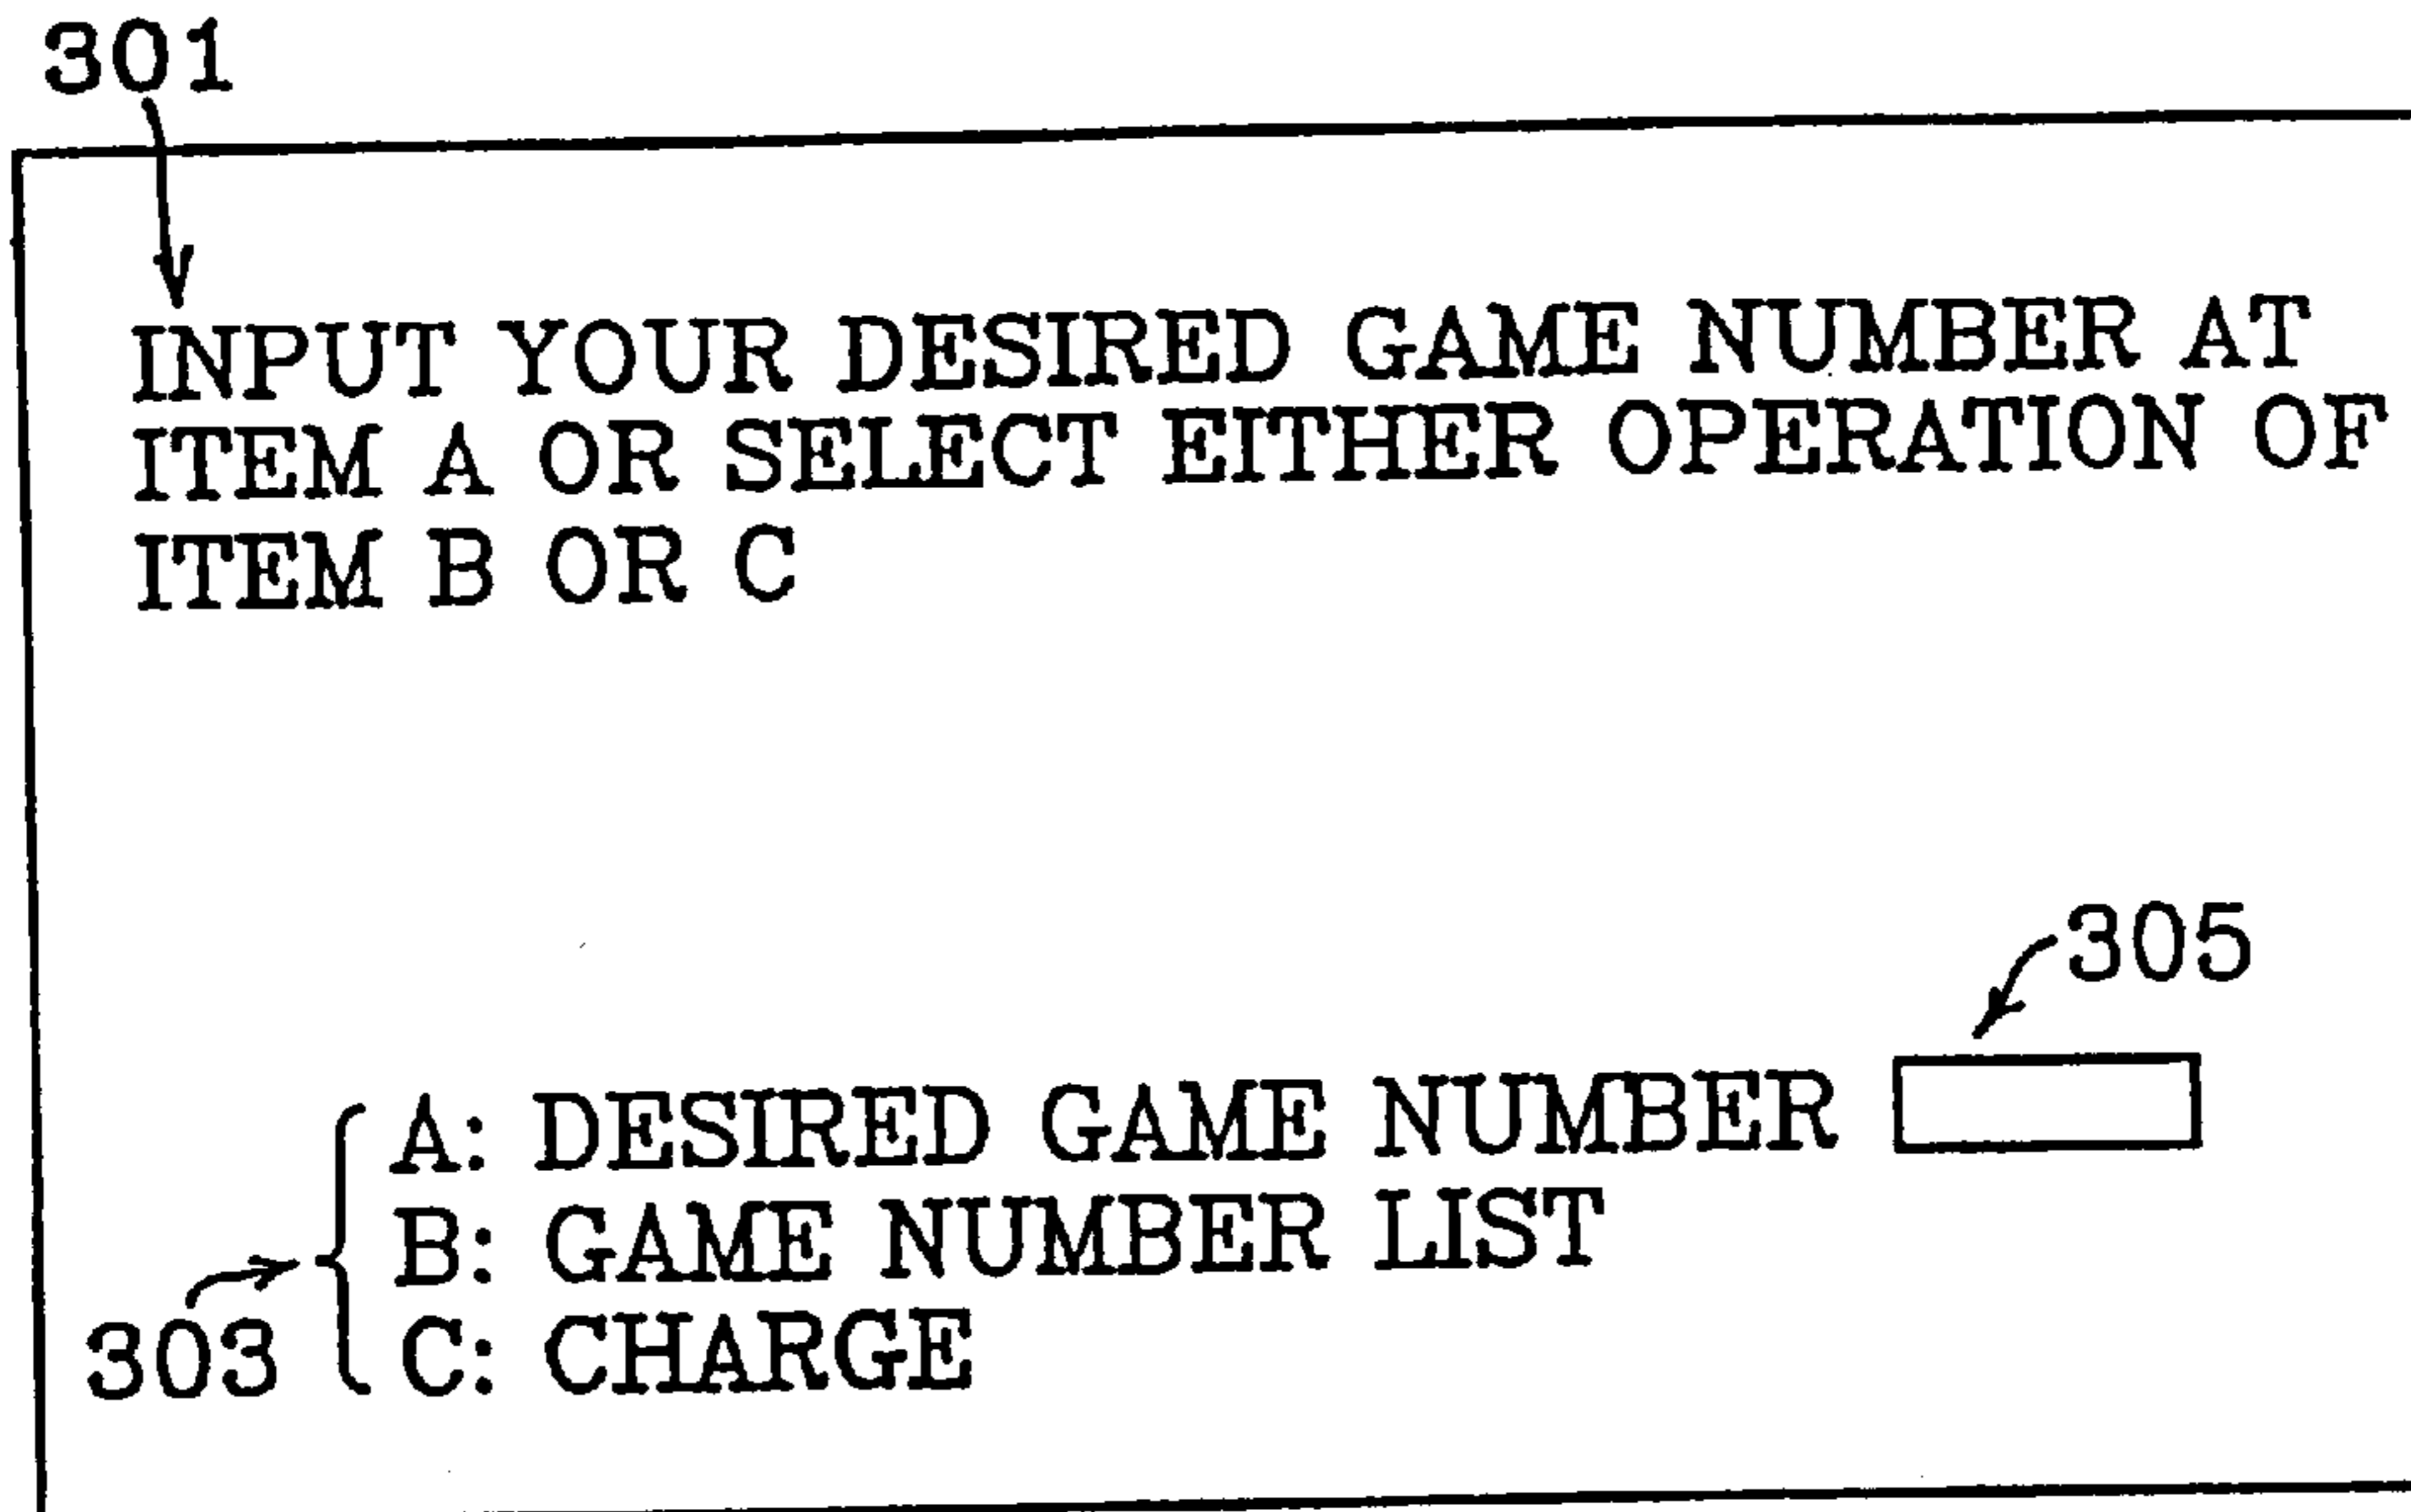 301
INPUT YOUR DESIRED GAME NUMBER AT
ITEM A OR SELECT EITHER OPERATION OF
ITEM B OR C
305
A: DESIRED GAME NUMBER
B: GAME NUMBER LIST
303 C: CHARGE